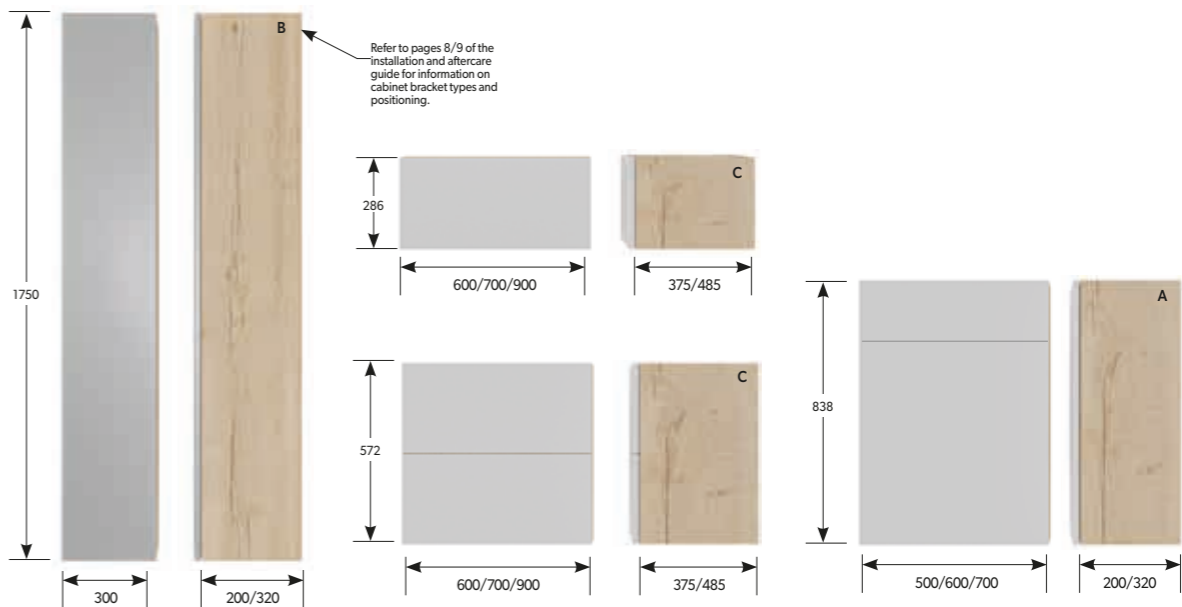 B
Refer to pages 8/9 of the
installation and aftercare
guide for information on
cabinet bracket types and
positioning.
1750
300
200/320
286
C
600/700/900
375/485
572
C
600/700/900
375/485
838
A
500/600/700
200/320